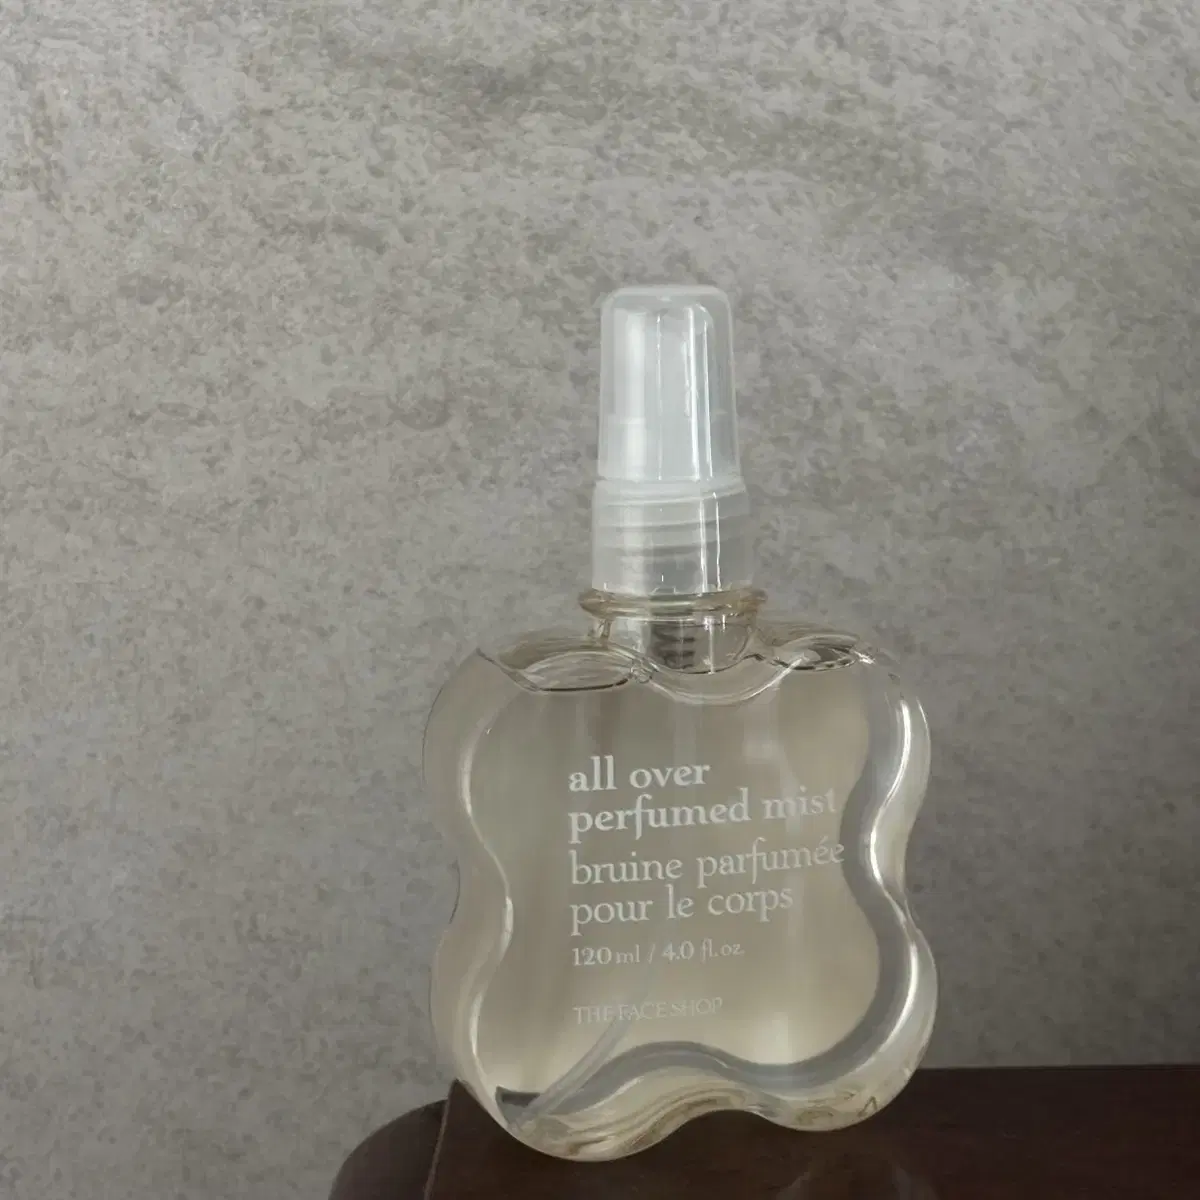 all over
perfumed mist
bruine parfumée
pour le corps
120 ml / 4.0 fl. oz.
THE FACE SHOP